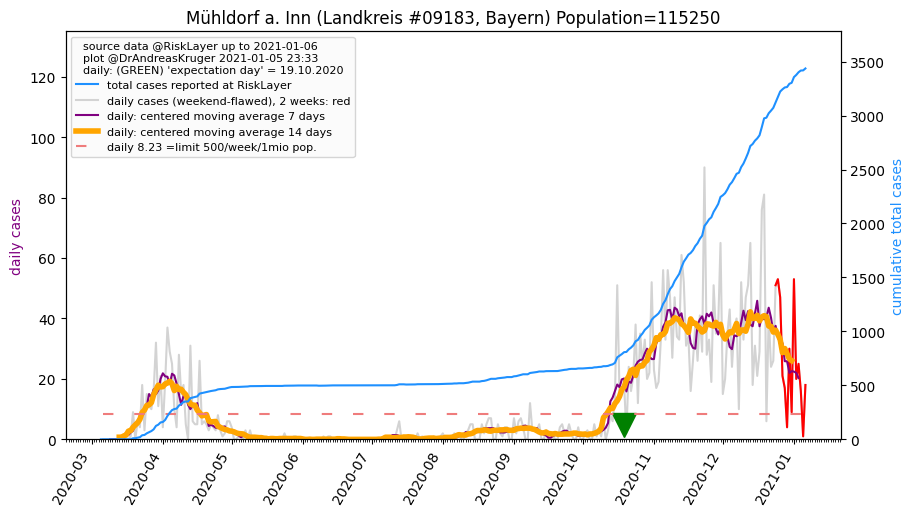 Mühldorf a. Inn (Landkreis #09183, Bayern) Population=115250
source data @RiskLayer up to 2021-01-06
plot @DrAndreasKruger 2021-01-05 23:33
daily: (GREEN) 'expectation day' = 19.10.2020
total cases reported at RiskLayer
daily cases (weekend-flawed), 2 weeks: red
daily: centered moving average 7 days
daily: centered moving average 14 days
daily 8.23 =limit 500/week/1mio pop.
daily cases
120
100
80
60
40
20
0
cumulative total cases
3500
3000
2500
2000
1500
1000
500
0
2020-03
2020-04
2020-05
2020-06
2020-07
2020-08
2020-09
2020-10
2020-11
2020-12
2021-01